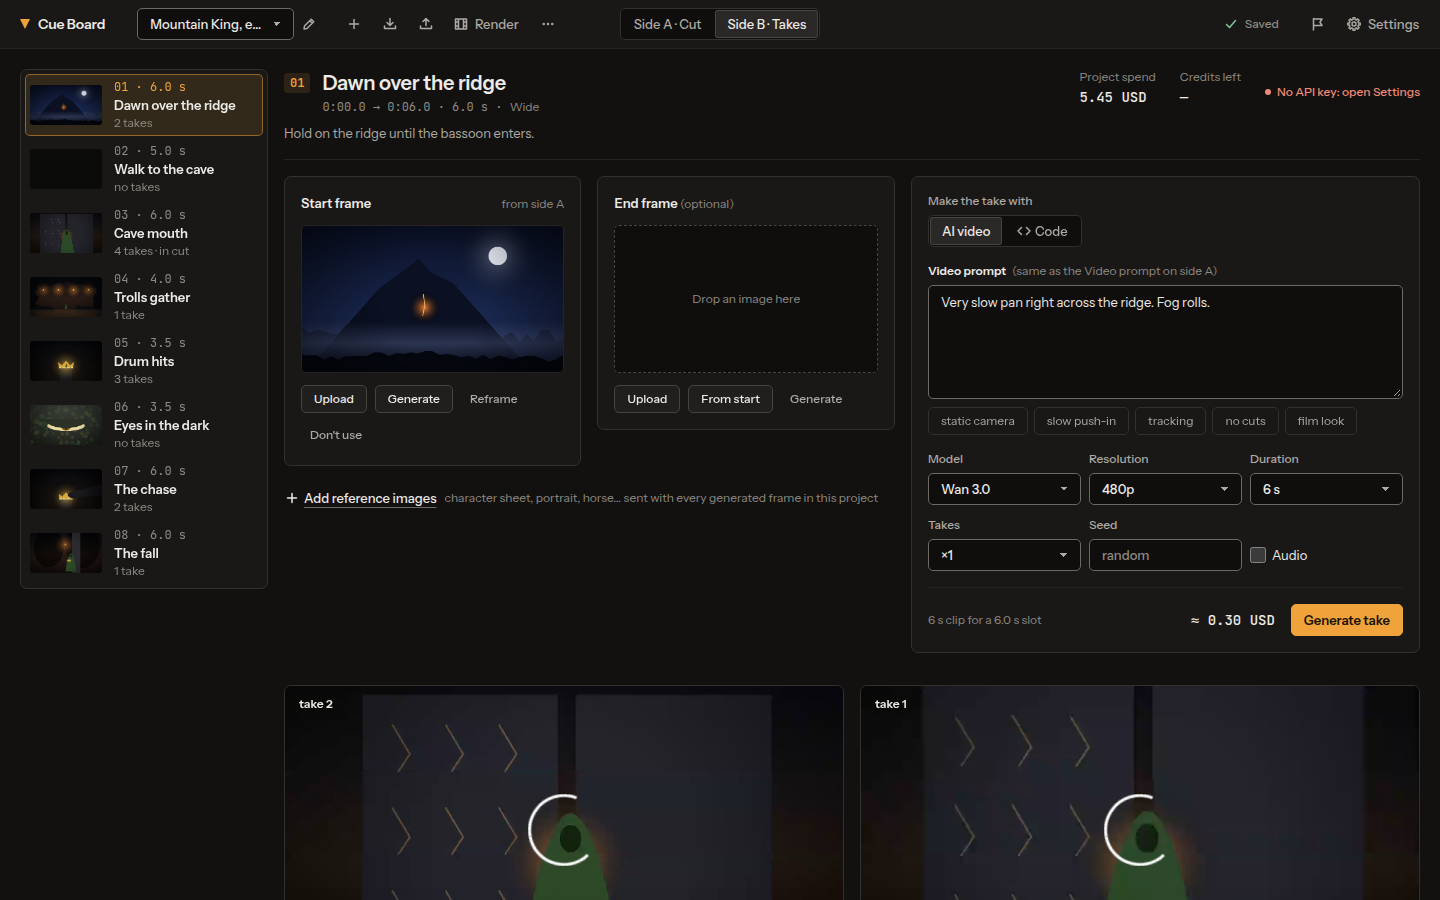 Cue Board
Mountain King, e...
Render
Side A · Cut
Side B · Takes
Saved
Settings
01 · 6.0 s
Dawn over the ridge
2 takes
02 · 5.0 s
Walk to the cave
no takes
03 · 6.0 s
Cave mouth
4 takes · in cut
04 · 4.0 s
Trolls gather
1 take
05 · 3.5 s
Drum hits
3 takes
06 · 3.5 s
Eyes in the dark
no takes
07 · 6.0 s
The chase
2 takes
08 · 6.0 s
The fall
1 take
01 Dawn over the ridge
0:00.0 → 0:06.0 · 6.0 s · Wide
Hold on the ridge until the bassoon enters.
Project spend
5.45 USD
Credits left
—
No API key: open Settings
Start frame
from side A
Upload
Generate
Reframe
Don't use
End frame (optional)
Drop an image here
Upload
From start
Generate
Add reference images character sheet, portrait, horse... sent with every generated frame in this project
Make the take with
AI video
<> Code
Video prompt (same as the Video prompt on side A)
Very slow pan right across the ridge. Fog rolls.
static camera
slow push-in
tracking
no cuts
film look
Model
Resolution
Duration
Wan 3.0
480p
6 s
Takes
Seed
×1
random
Audio
6 s clip for a 6.0 s slot
≈ 0.30 USD
Generate take
take 2
take 1